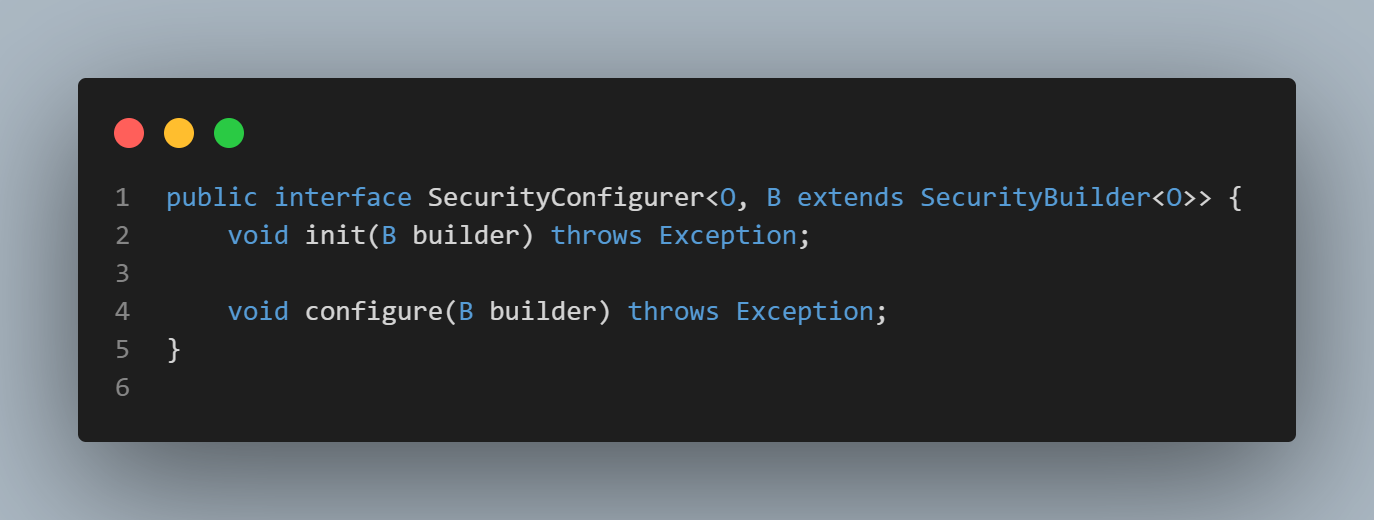 1 public interface SecurityConfigurer<O, B extends SecurityBuilder<O>> {
2     void init(B builder) throws Exception;
3
4     void configure(B builder) throws Exception;
5 }
6